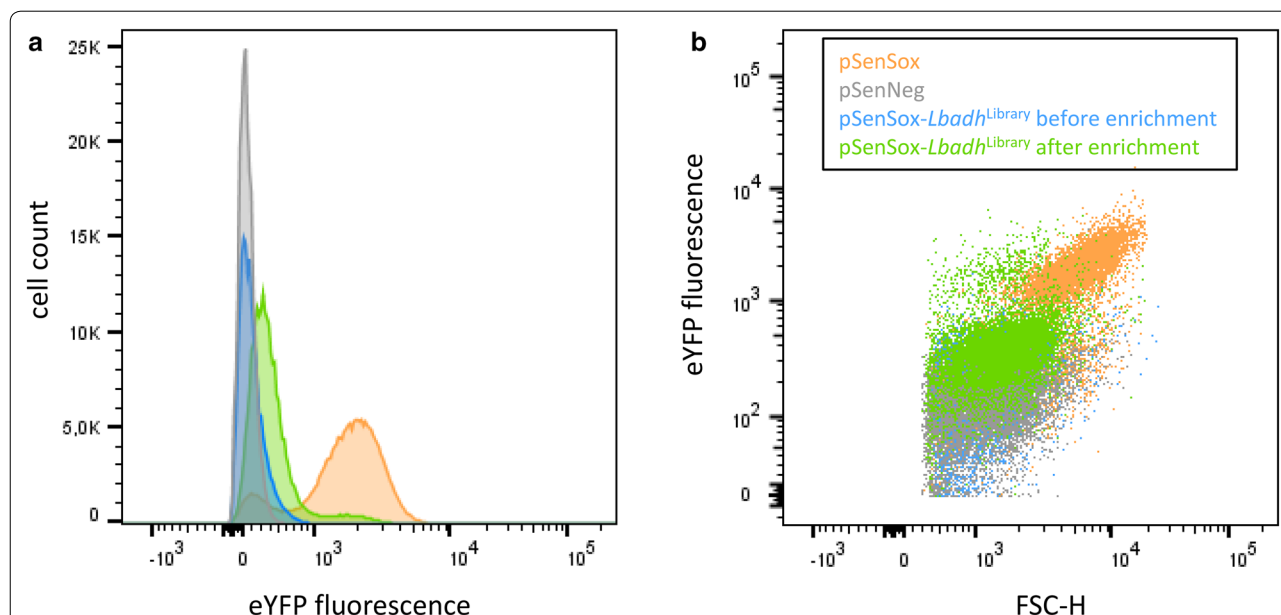 a
25K
20K
15K
10K
5,0K
0
cell count
-10³ 0 10³ 10⁴ 10⁵
eYFP fluorescence
b
pSenSox
pSenNeg
pSenSox-Lbadhᴸⁱᵇʳᵃʳʸ before enrichment
pSenSox-Lbadhᴸⁱᵇʳᵃʳʸ after enrichment
10⁵
10⁴
10³
10²
0
eYFP fluorescence
-10³ 0 10³ 10⁴ 10⁵
FSC-H